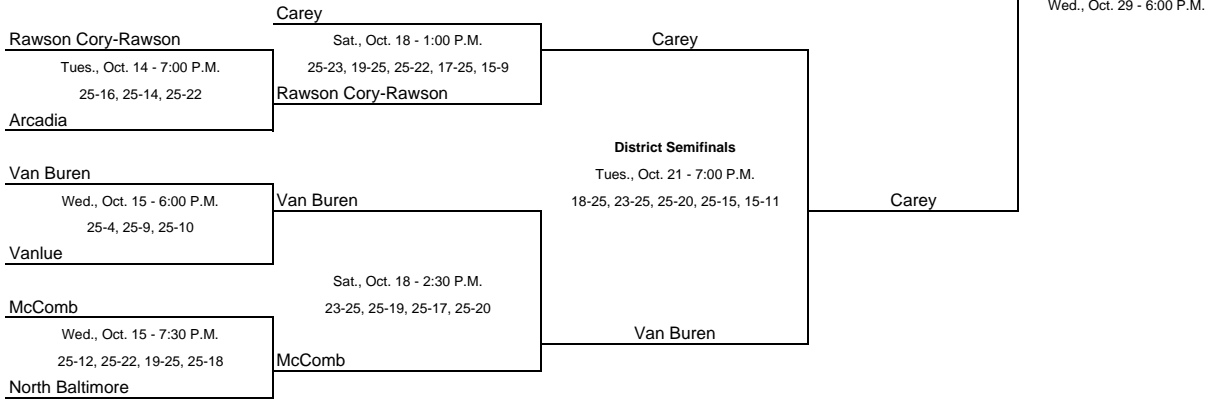 Wed., Oct. 29 - 6:00 P.M.
Carey
Rawson Cory-Rawson
Sat., Oct. 18 - 1:00 P.M.
Carey
Tues., Oct. 14 - 7:00 P.M.
25-23, 19-25, 25-22, 17-25, 15-9
25-16, 25-14, 25-22
Rawson Cory-Rawson
Arcadia
District Semifinals
Van Buren
Tues., Oct. 21 - 7:00 P.M.
Wed., Oct. 15 - 6:00 P.M.
Van Buren
18-25, 23-25, 25-20, 25-15, 15-11
Carey
25-4, 25-9, 25-10
Vanlue
Sat., Oct. 18 - 2:30 P.M.
McComb
23-25, 25-19, 25-17, 25-20
Wed., Oct. 15 - 7:30 P.M.
Van Buren
25-12, 25-22, 19-25, 25-18
McComb
North Baltimore